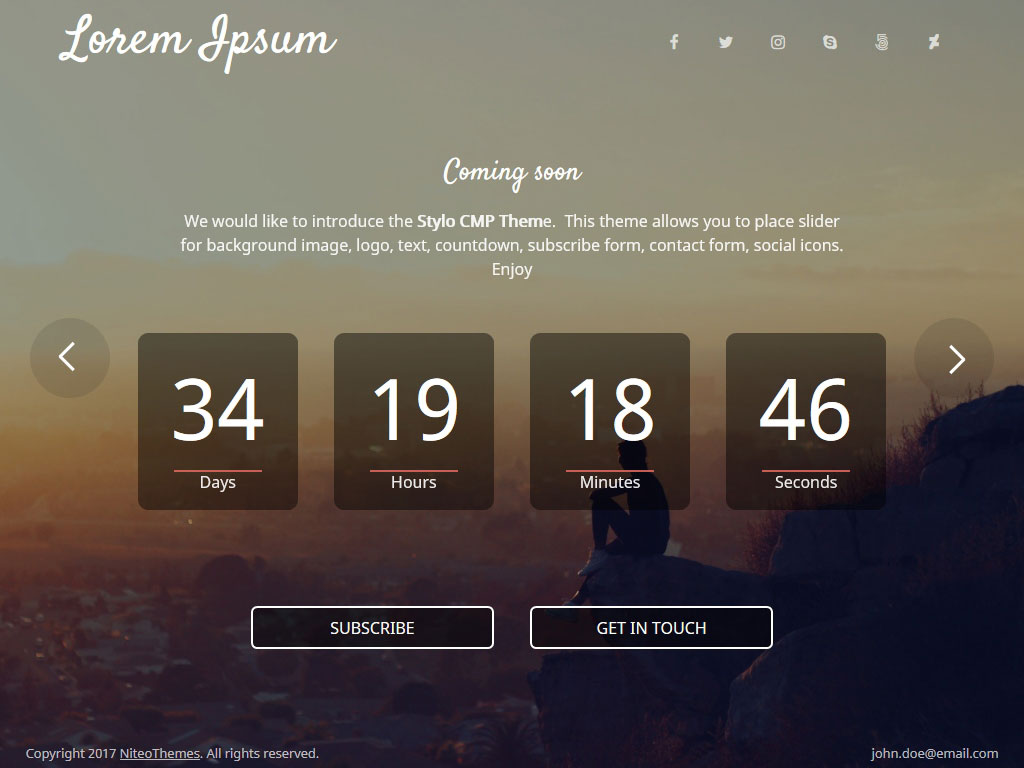 Lorem Ipsum
Coming soon
We would like to introduce the Stylo CMP Theme.  This theme allows you to place slider
for background image, logo, text, countdown, subscribe form, contact form, social icons.
Enjoy
34 19 18 46
Days Hours Minutes Seconds
SUBSCRIBE GET IN TOUCH
Copyright 2017 NiteoThemes. All rights reserved. john.doe@email.com